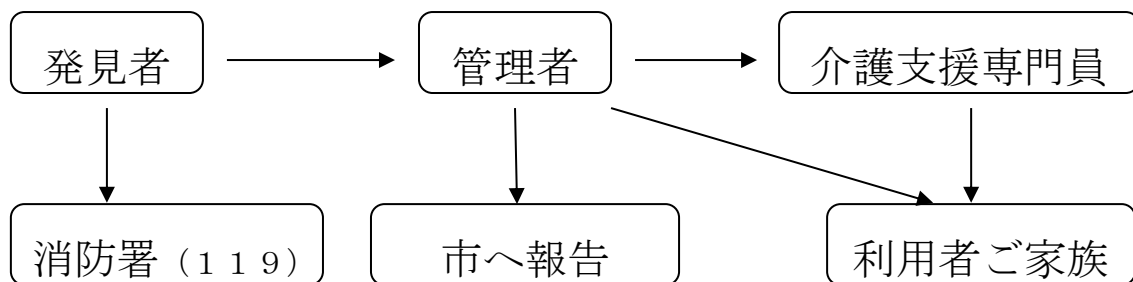 発見者
管理者
介護支援専門員
消防署（１１９）
市へ報告
利用者ご家族